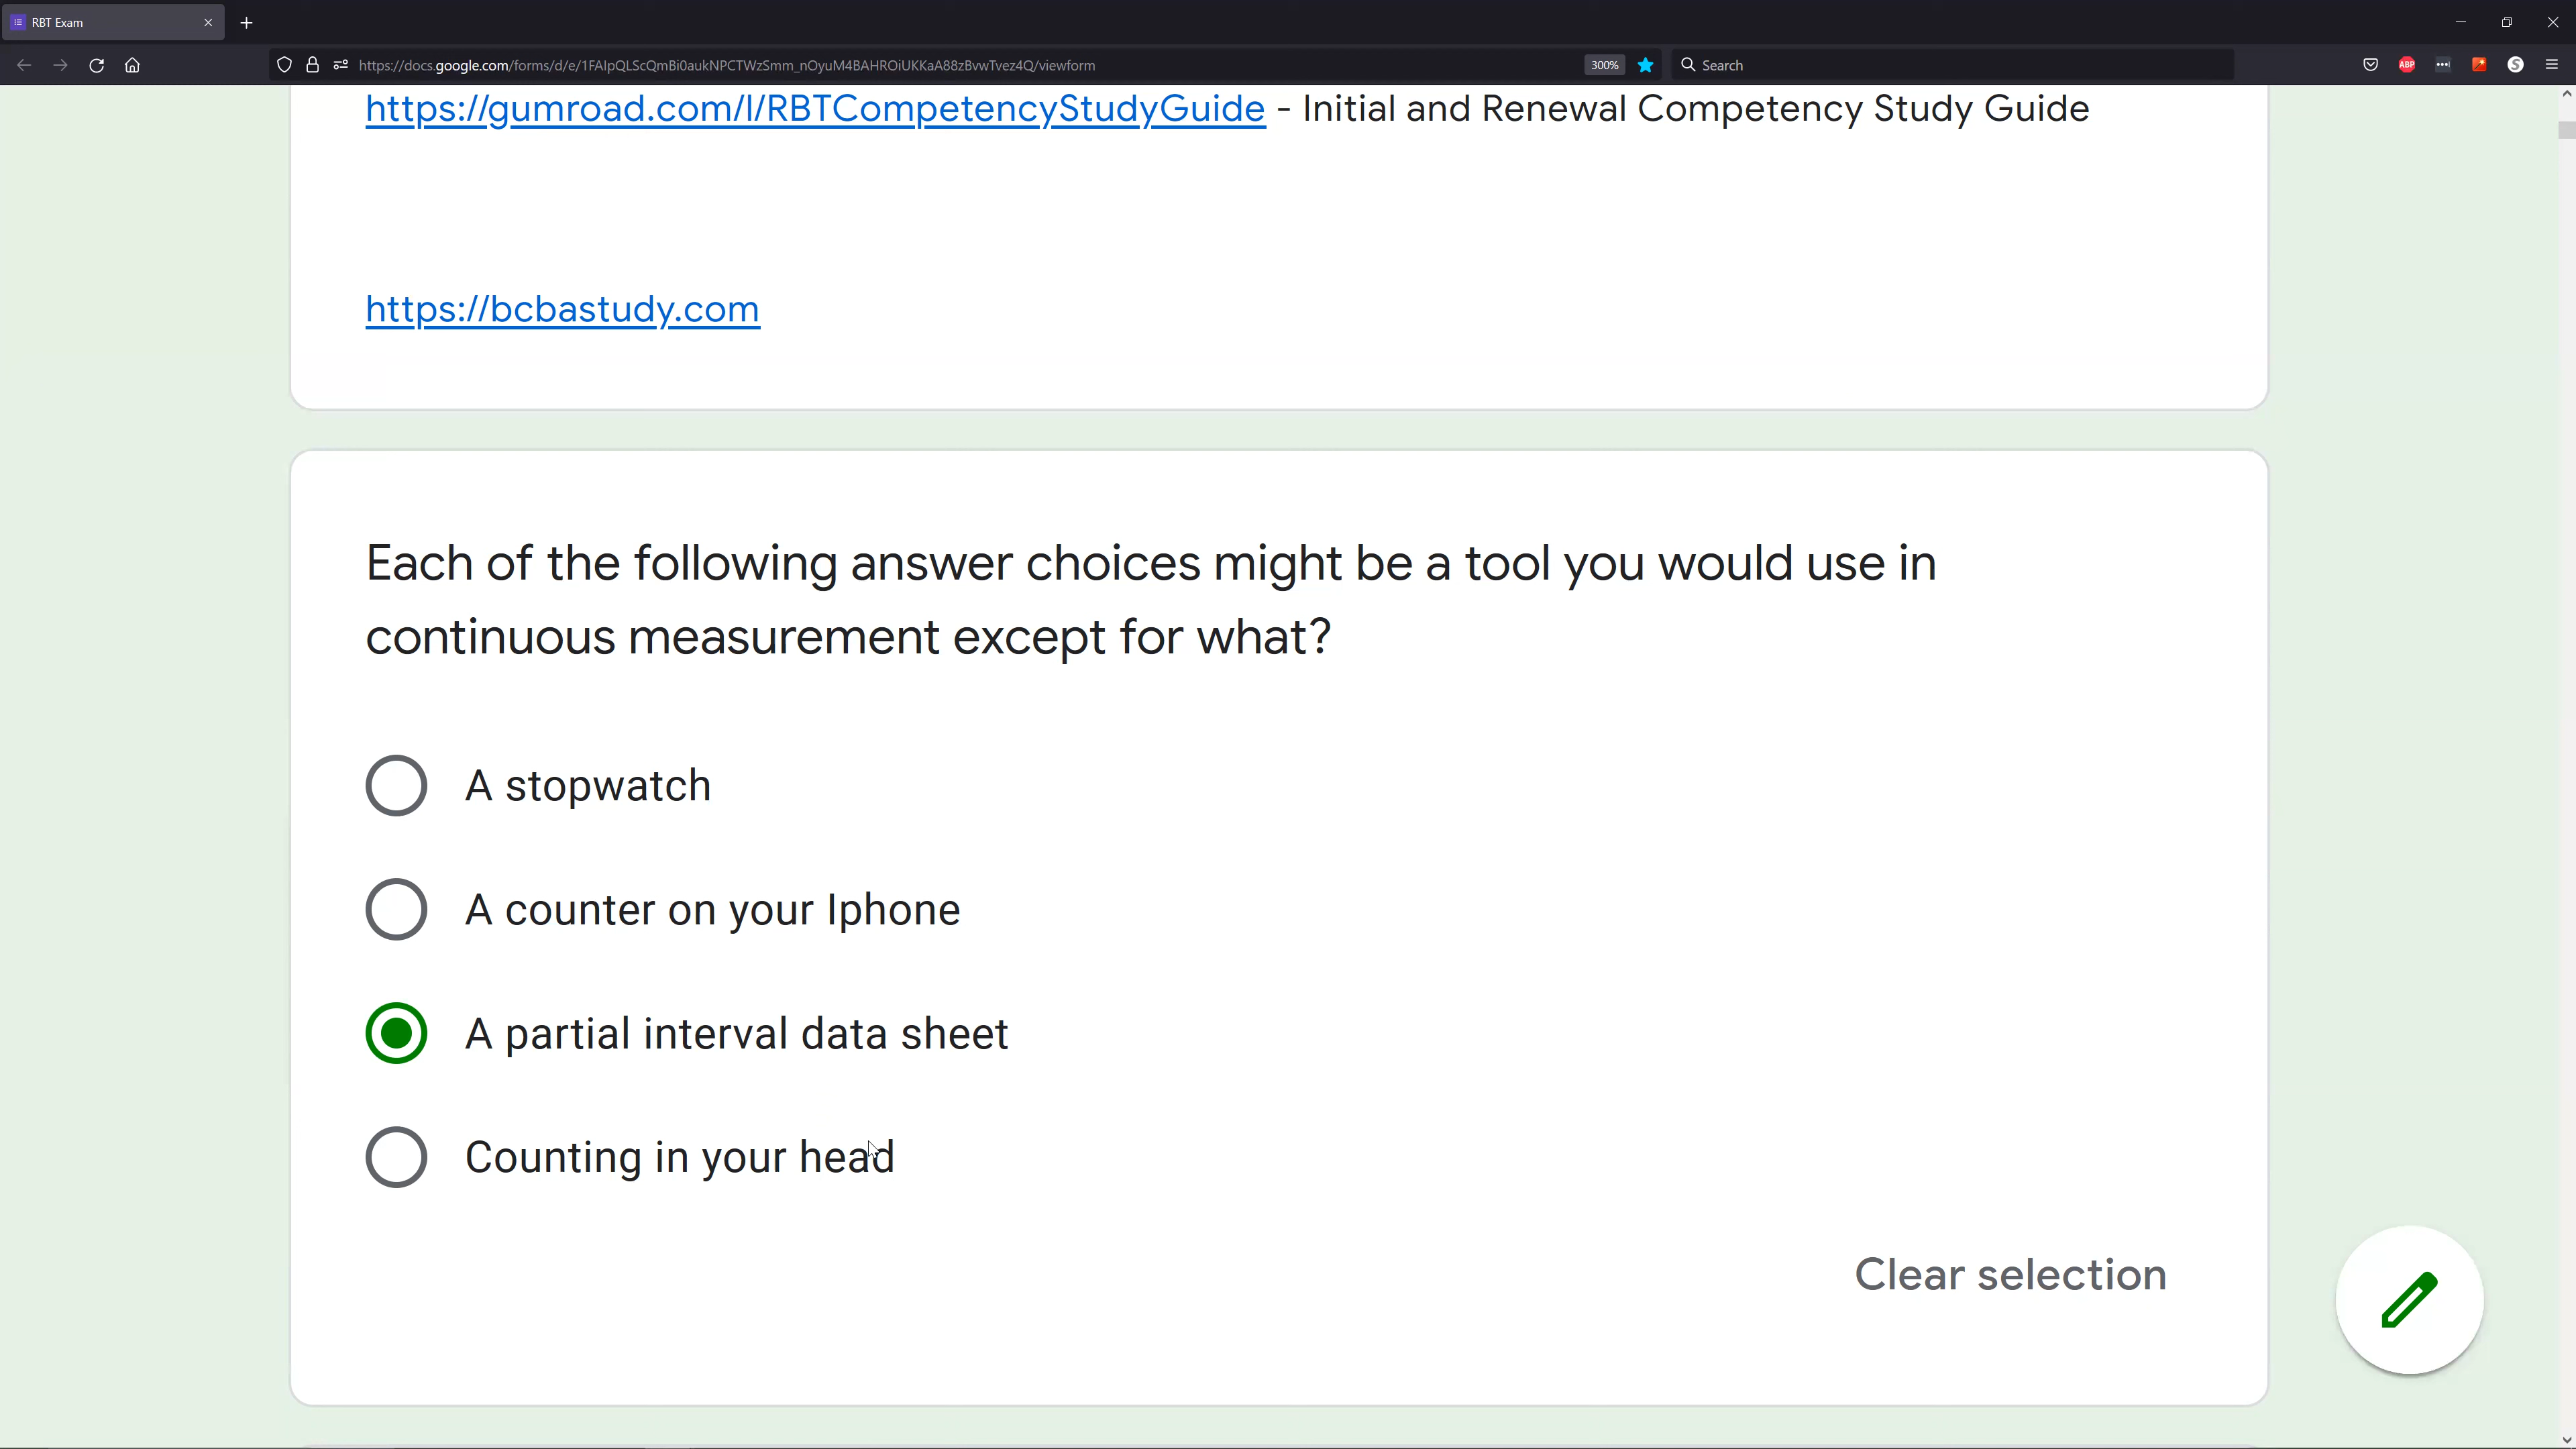 RBT Exam
https://docs.google.com/forms/d/e/1FAIpQLScQmBi0aukNPCTWzSmm_nOyuM4BAHROiUKKaA88zBvwTvez4Q/viewform
300%
Search
ABP
https://gumroad.com/l/RBTCompetencyStudyGuide - Initial and Renewal Competency Study Guide
https://bcbastudy.com
Each of the following answer choices might be a tool you would use in
continuous measurement except for what?
A stopwatch
A counter on your Iphone
A partial interval data sheet
Counting in your head
Clear selection